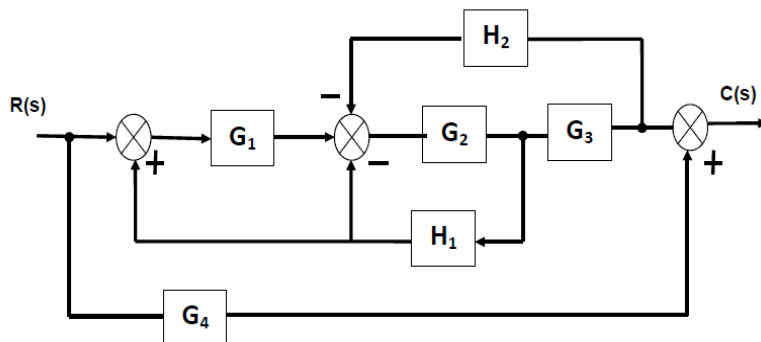 H₂
R(s)
C(s)
−
G₁
G₂
G₃
+
−
+
H₁
G₄